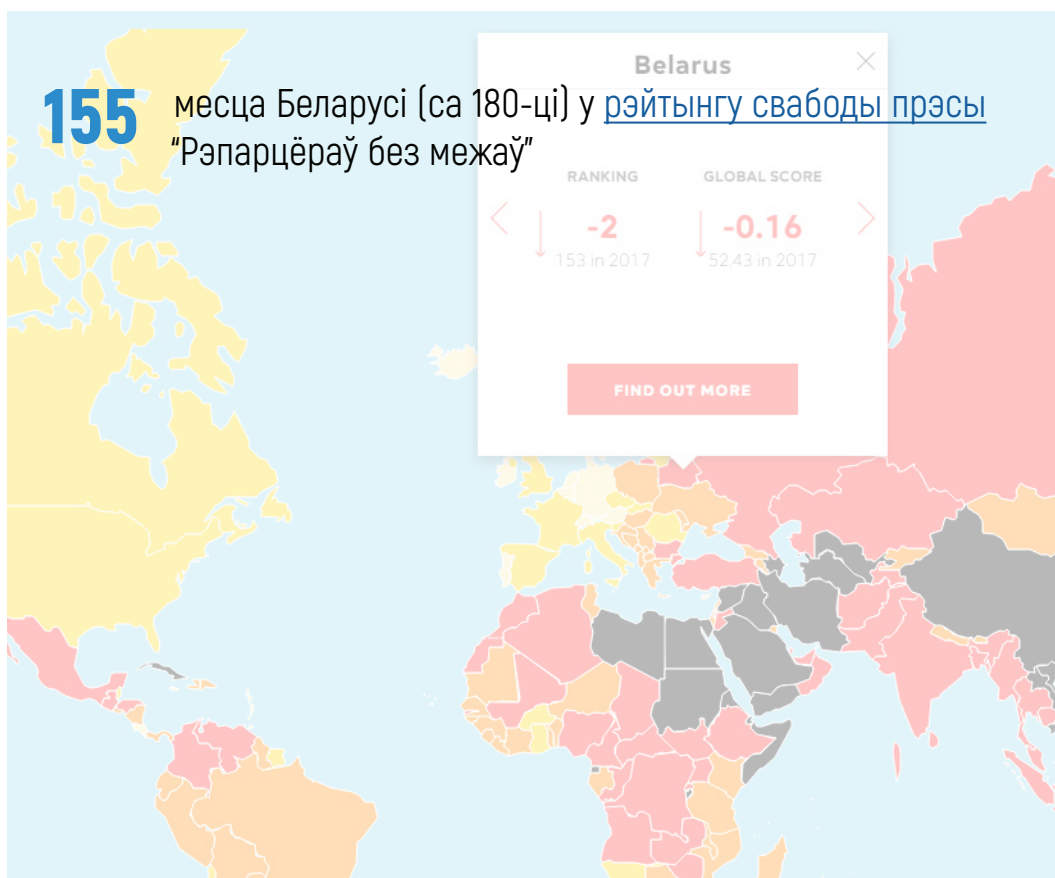 Belarus
155 месца Беларусі (са 180-ці) у рэйтынгу свабоды прэсы
“Рэпарцёраў без межаў”
RANKING GLOBAL SCORE
-2 -0.16
153 in 2017 52.43 in 2017
FIND OUT MORE